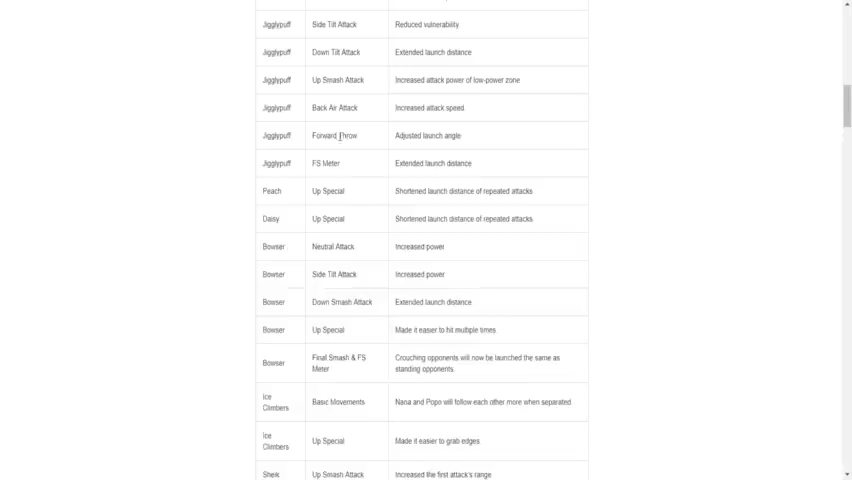 Jigglypuff Side Tilt Attack Reduced vulnerability.
Jigglypuff Down Tilt Attack Extended launch distance.
Jigglypuff Up Smash Attack Increased attack power of low-power zone.
Jigglypuff Back Air Attack Increased attack speed.
Jigglypuff Forward Throw Adjusted launch angle.
Jigglypuff FS Meter Extended launch distance.
Peach Up Special Shortened launch distance of repeated attacks.
Daisy Up Special Shortened launch distance of repeated attacks.
Bowser Neutral Attack Increased power.
Bowser Side Tilt Attack Increased power.
Bowser Down Smash Attack Extended launch distance.
Bowser Up Special Made it easier to hit multiple times.
Bowser Final Smash & FS Crouching opponents will now be launched the same as
Meter standing opponents.
Ice
Climbers Basic Movements Nana and Popo will follow each other more when separated.
Ice
Climbers Up Special Made it easier to grab edges.
Sheik Up Smash Attack Increased the first attack's range.